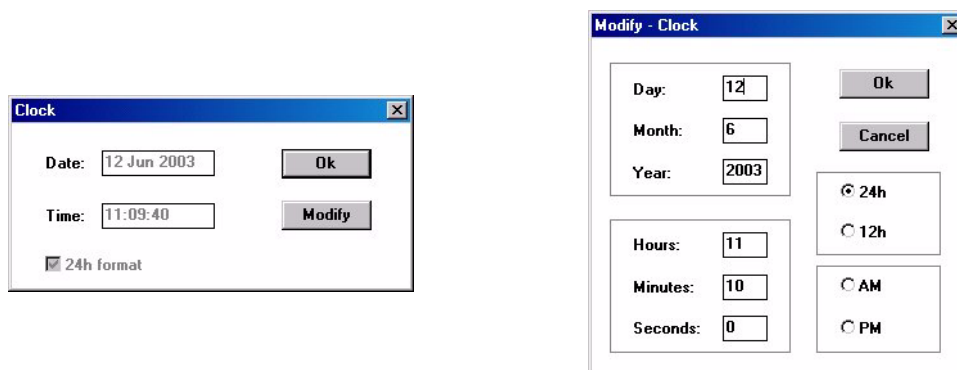 Clock
Date: 12 Jun 2003 Ok
Time: 11:09:40 Modify
24h format
Modify - Clock
Day: 12 Ok
Month: 6 Cancel
Year: 2003
24h
12h
Hours: 11
Minutes: 10 AM
Seconds: 0 PM